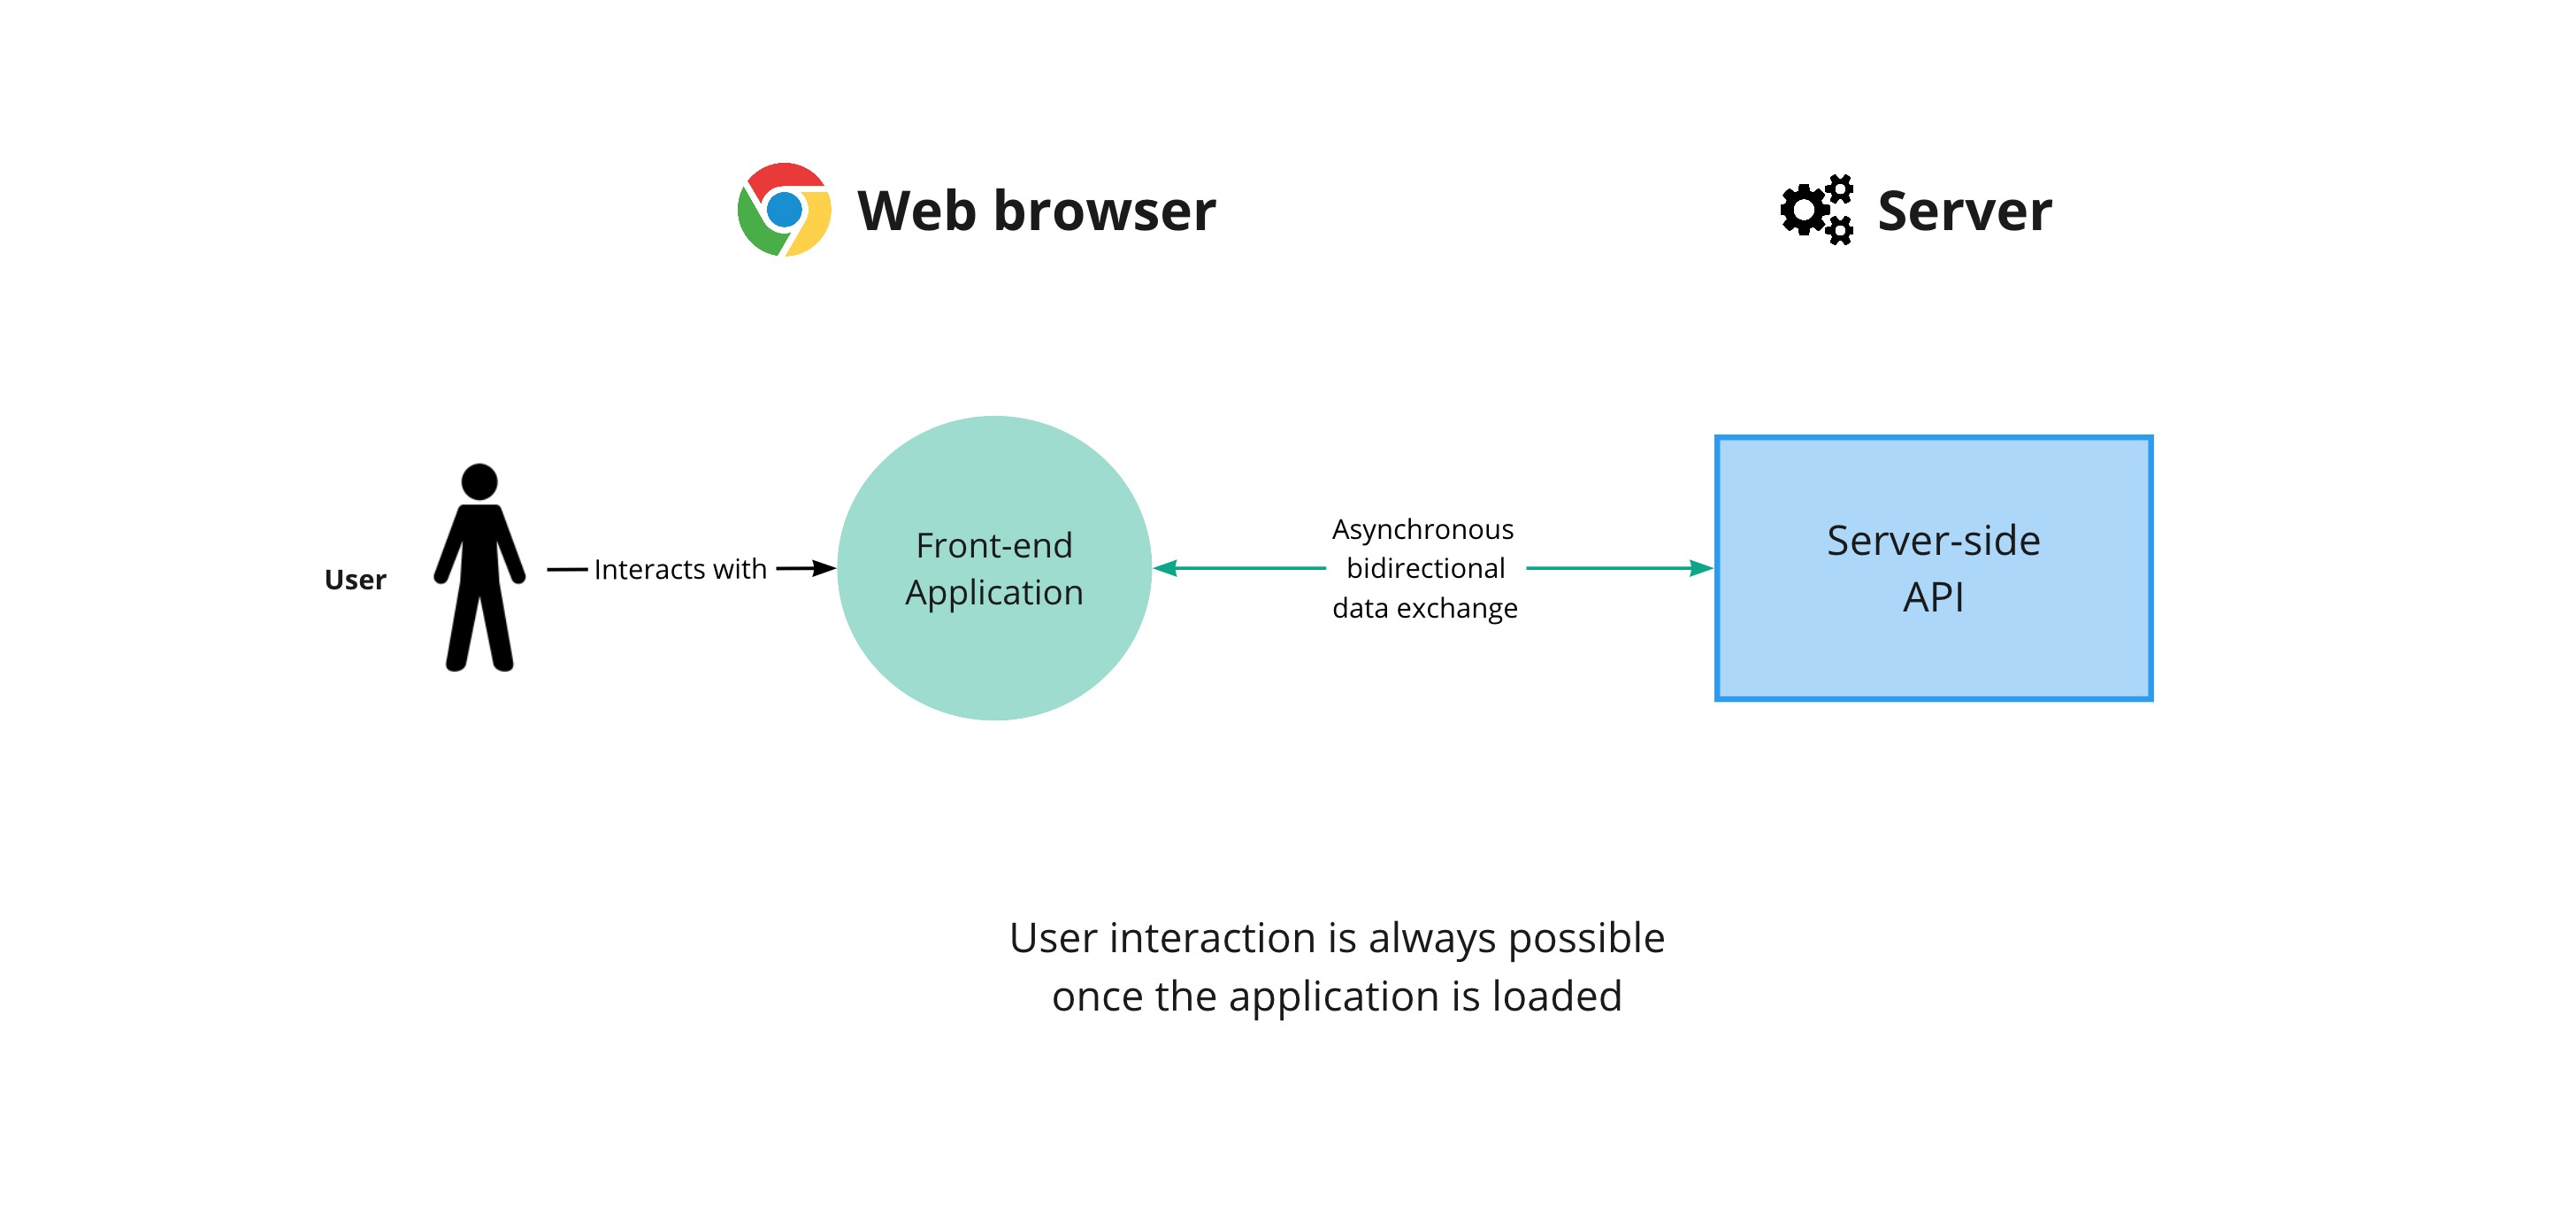 Web browser
Server
User
Interacts with
Front-end
Application
Asynchronous
bidirectional
data exchange
Server-side
API
User interaction is always possible
once the application is loaded